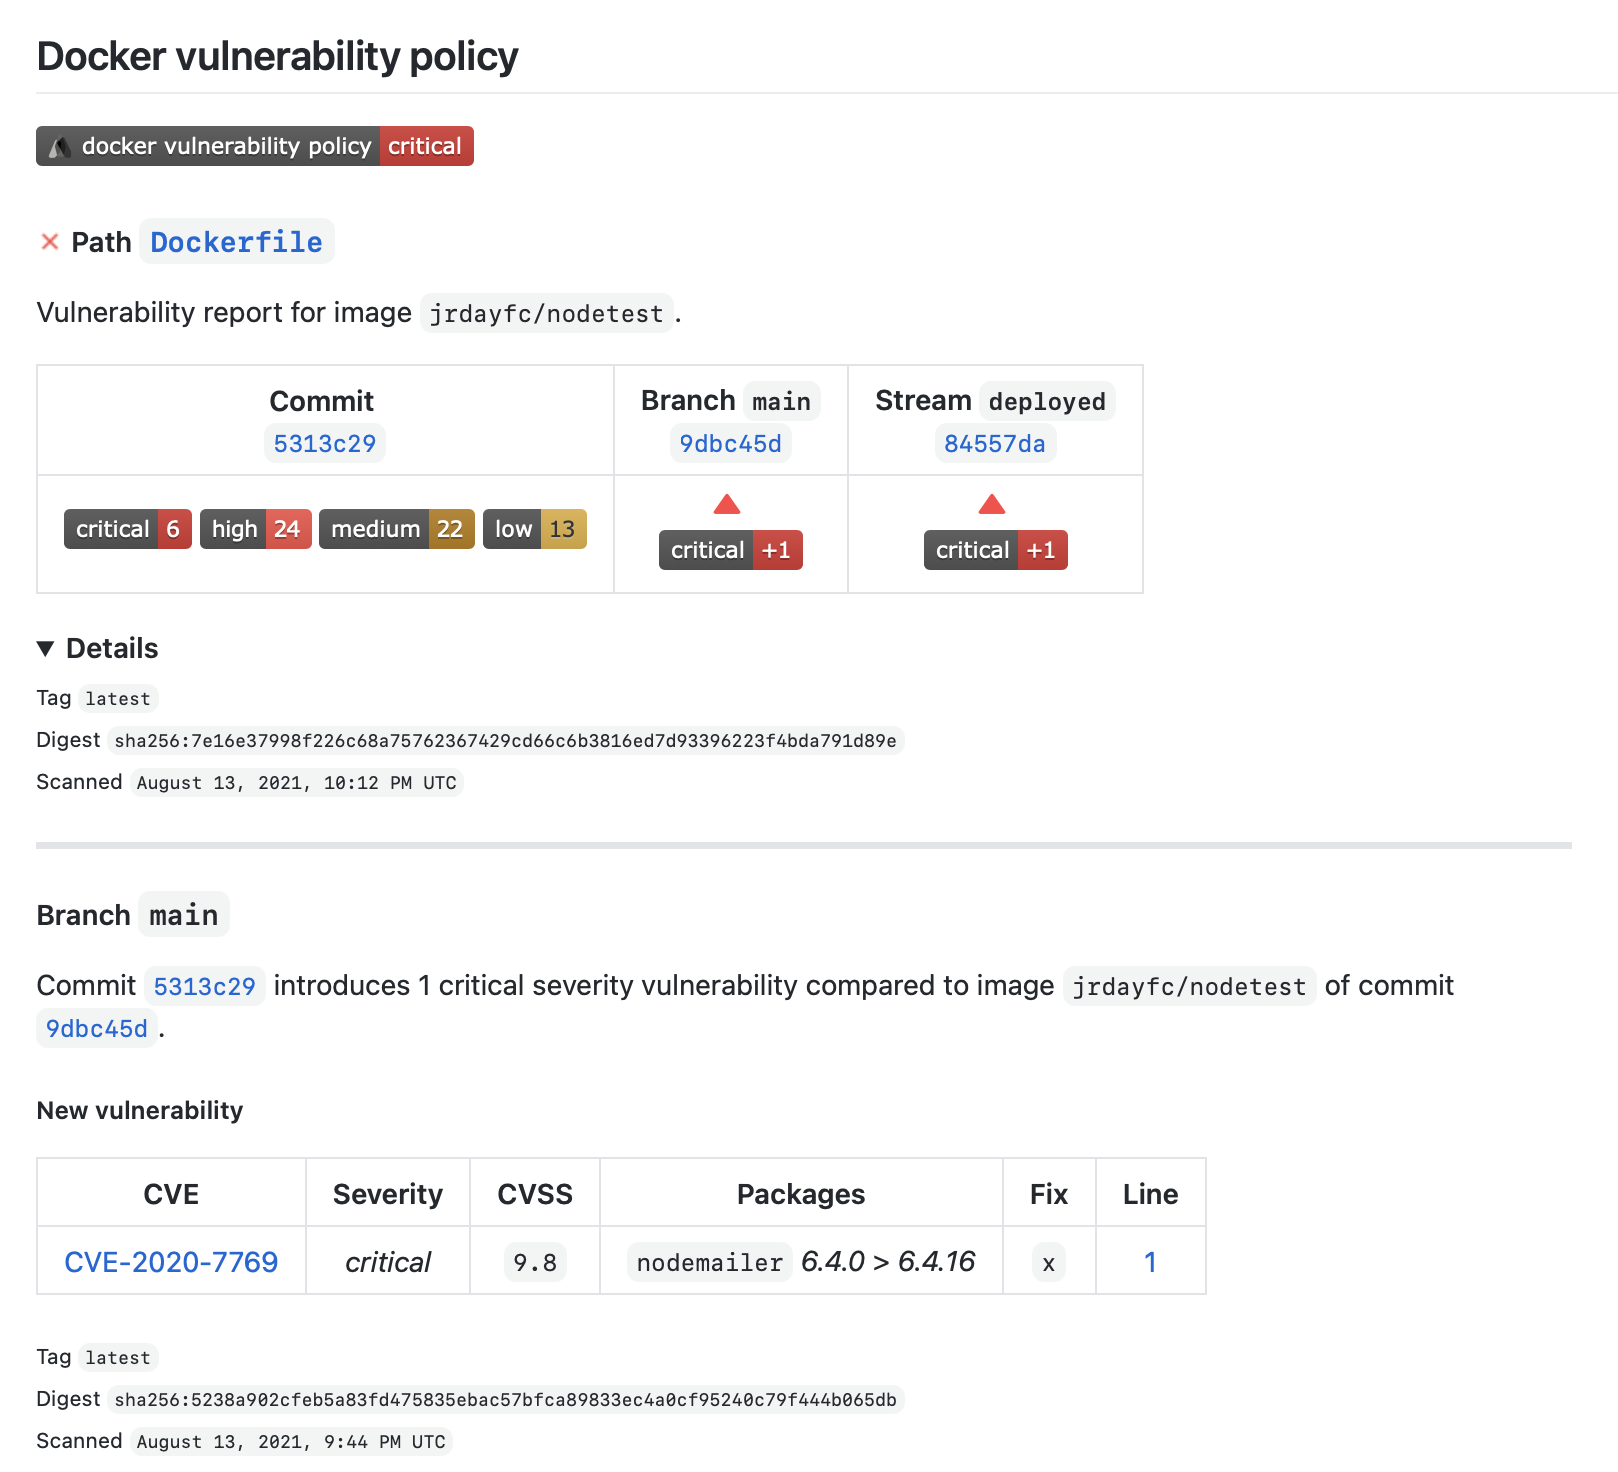 Docker vulnerability policy
docker vulnerability policy critical
Path Dockerfile
Vulnerability report for image jrdayfc/nodetest.
Commit
5313c29
Branch main
9dbc45d
Stream deployed
84557da
critical 6 high 24 medium 22 low 13
critical +1
critical +1
Details
Tag latest
Digest sha256:7e16e37998f226c68a75762367429cd66c6b3816ed7d93396223f4bda791d89e
Scanned August 13, 2021, 10:12 PM UTC
Branch main
Commit 5313c29 introduces 1 critical severity vulnerability compared to image jrdayfc/nodetest of commit
9dbc45d.
New vulnerability
CVE Severity CVSS Packages Fix Line
CVE-2020-7769 critical 9.8 nodemailer 6.4.0 > 6.4.16 x 1
Tag latest
Digest sha256:5238a902cfeb5a83fd475835ebac57bfca89833ec4a0cf95240c79f444b065db
Scanned August 13, 2021, 9:44 PM UTC